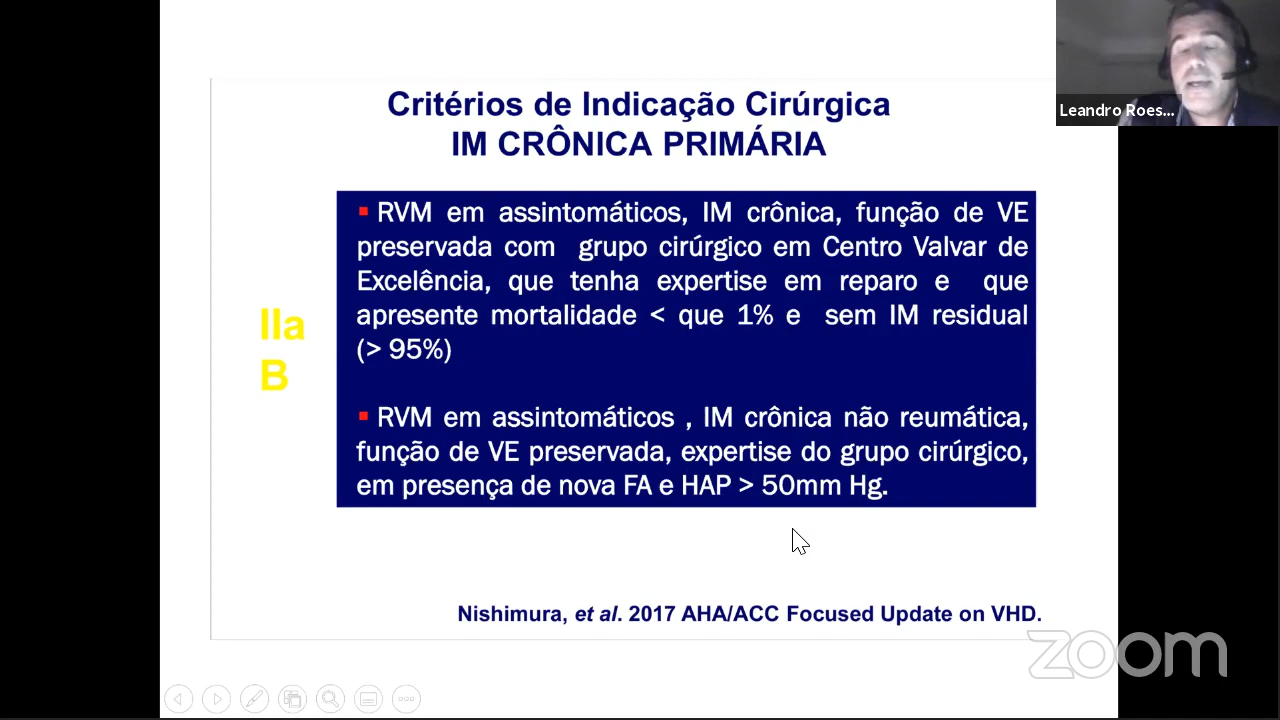 Critérios de Indicação Cirúrgica
IM CRÔNICA PRIMÁRIA
▪ RVM em assintomáticos, IM crônica, função de VE
preservada com grupo cirúrgico em Centro Valvar de
Excelência, que tenha expertise em reparo e que
apresente mortalidade < que 1% e sem IM residual
(> 95%)
IIa
B
▪ RVM em assintomáticos , IM crônica não reumática,
função de VE preservada, expertise do grupo cirúrgico,
em presença de nova FA e HAP > 50mm Hg.
Nishimura, et al. 2017 AHA/ACC Focused Update on VHD.
Leandro Roes...
zoom